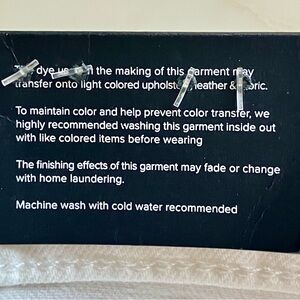 The dye used in the making of this garment may
transfer onto light colored upholstery, leather & fabric.
To maintain color and help prevent color transfer, we
highly recommended washing this garment inside out
with like colored items before wearing
The finishing effects of this garment may fade or change
with home laundering.
Machine wash with cold water recommended